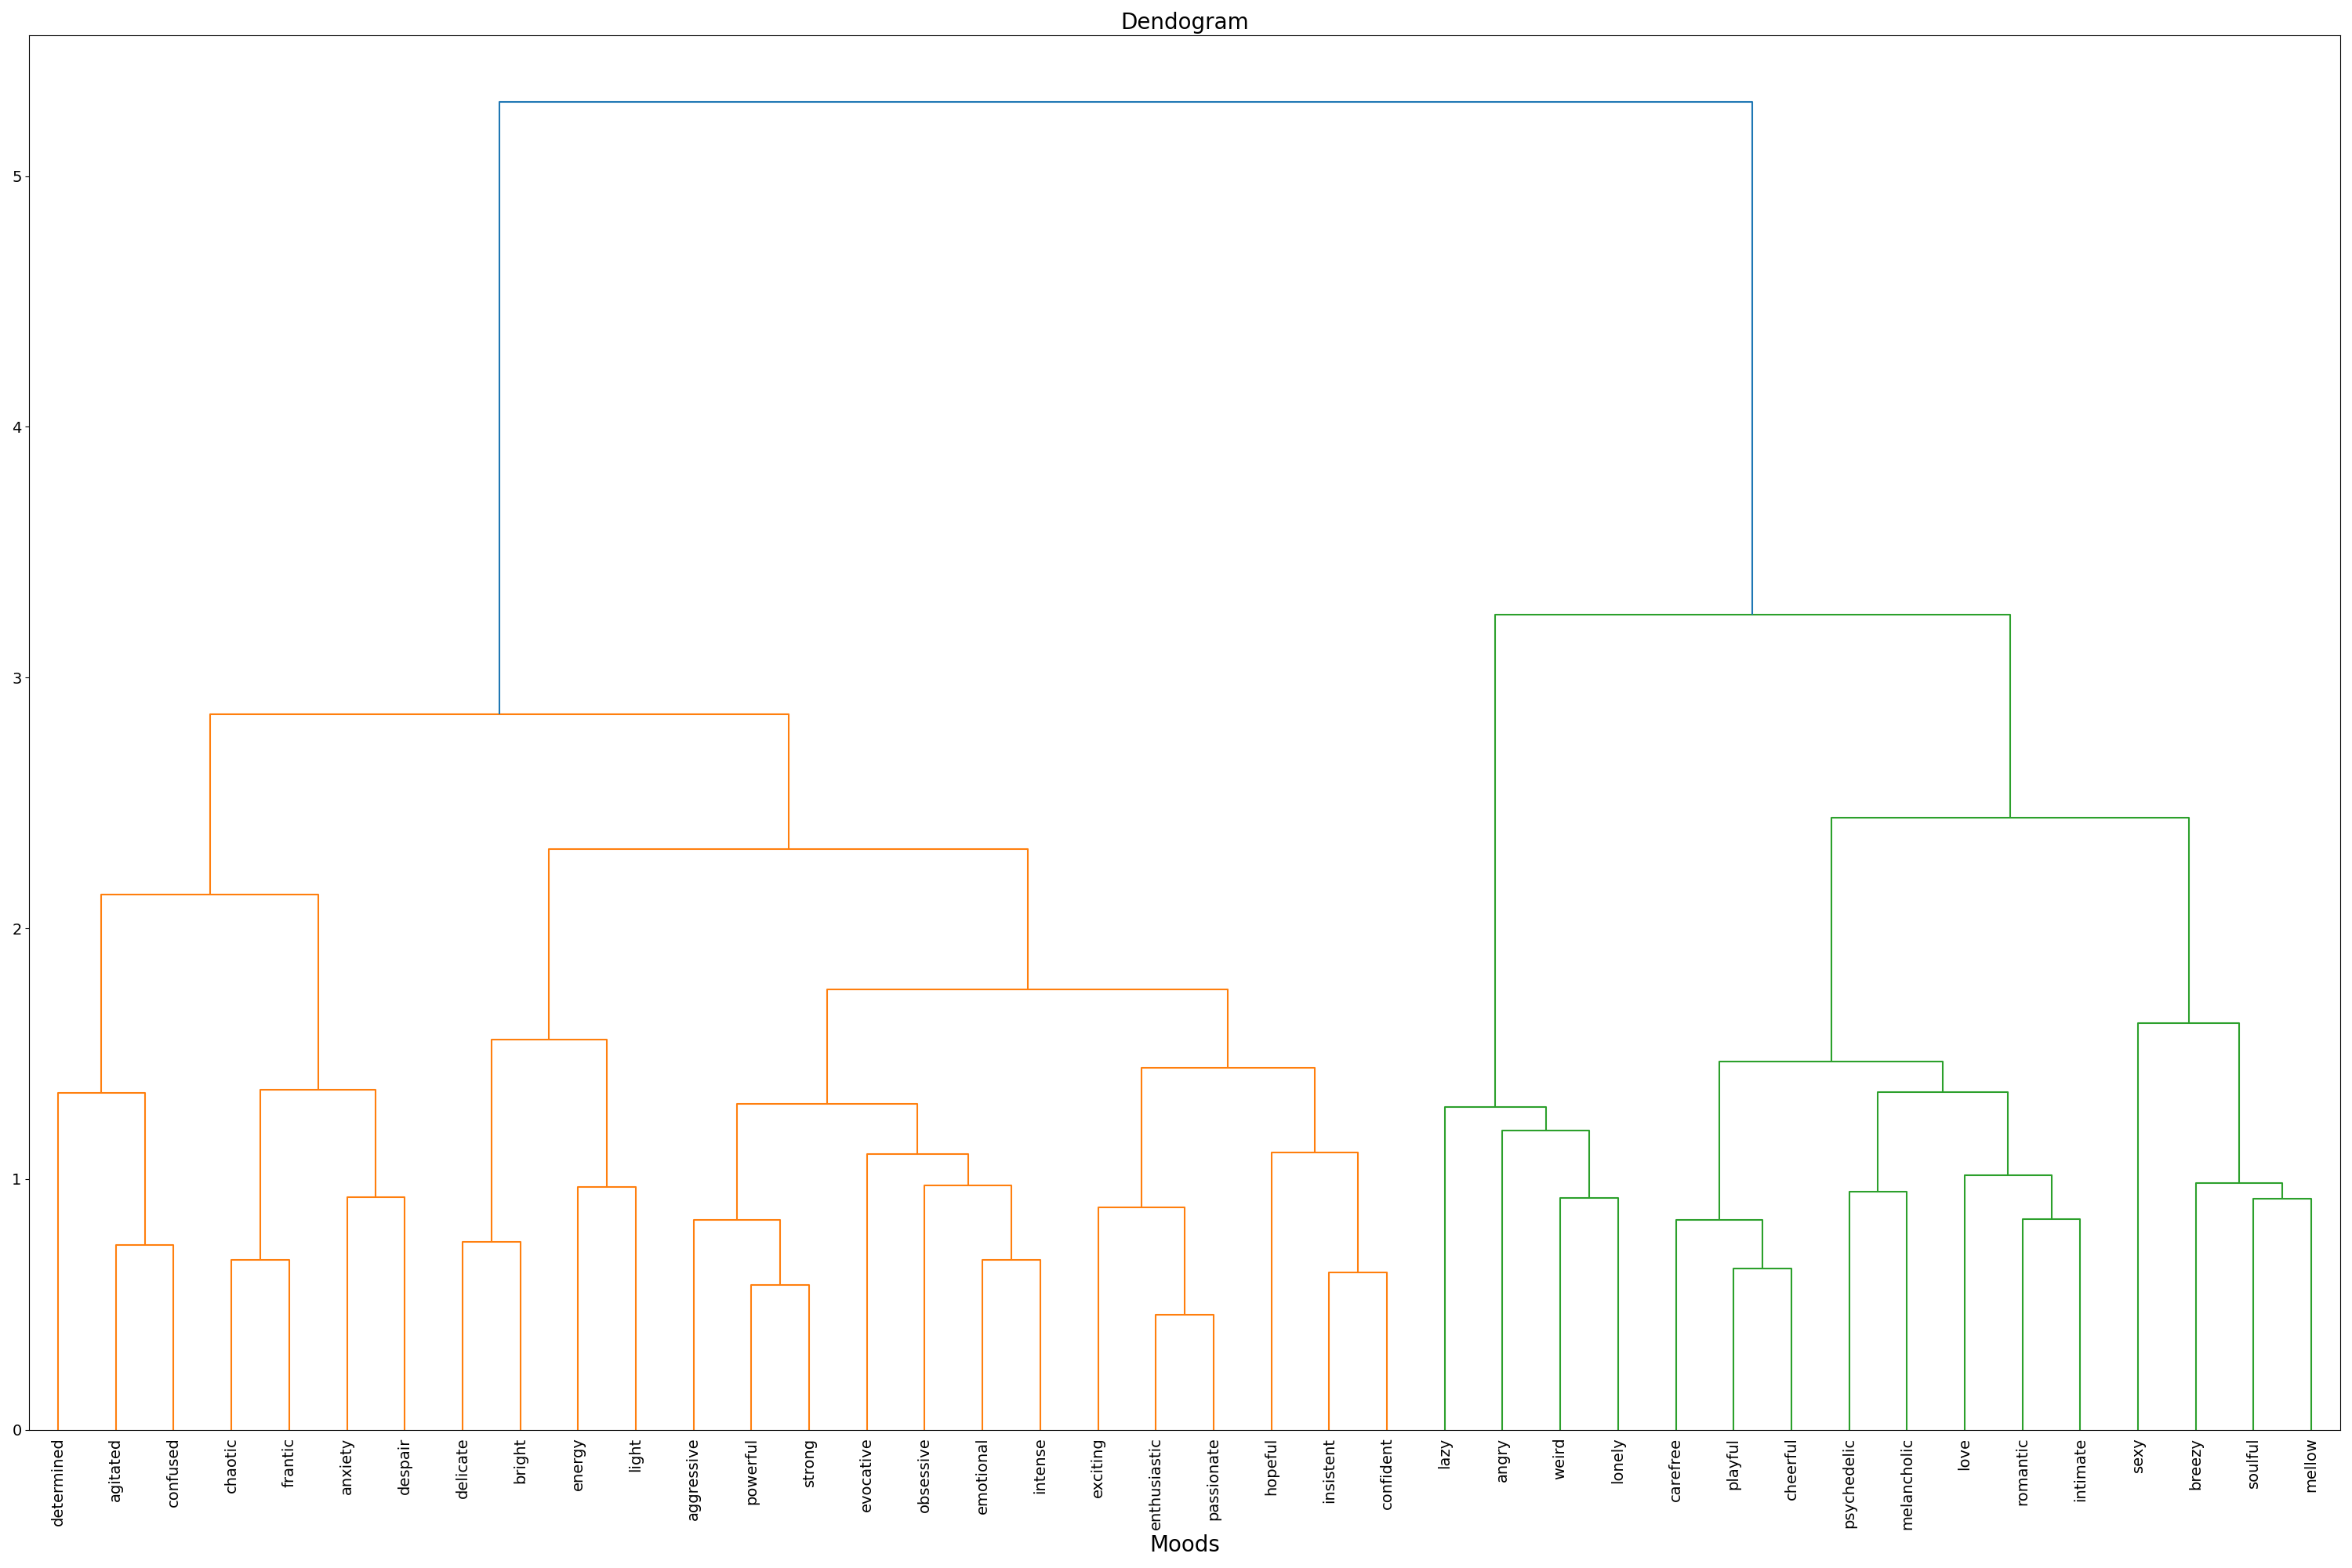 Dendogram
5
4
3
2
1
0
determined
agitated
confused
chaotic
frantic
anxiety
despair
delicate
bright
energy
light
aggressive
powerful
strong
evocative
obsessive
emotional
intense
exciting
enthusiastic
passionate
hopeful
insistent
confident
lazy
angry
weird
lonely
carefree
playful
cheerful
psychedelic
melancholic
love
romantic
intimate
sexy
breezy
soulful
mellow
Moods